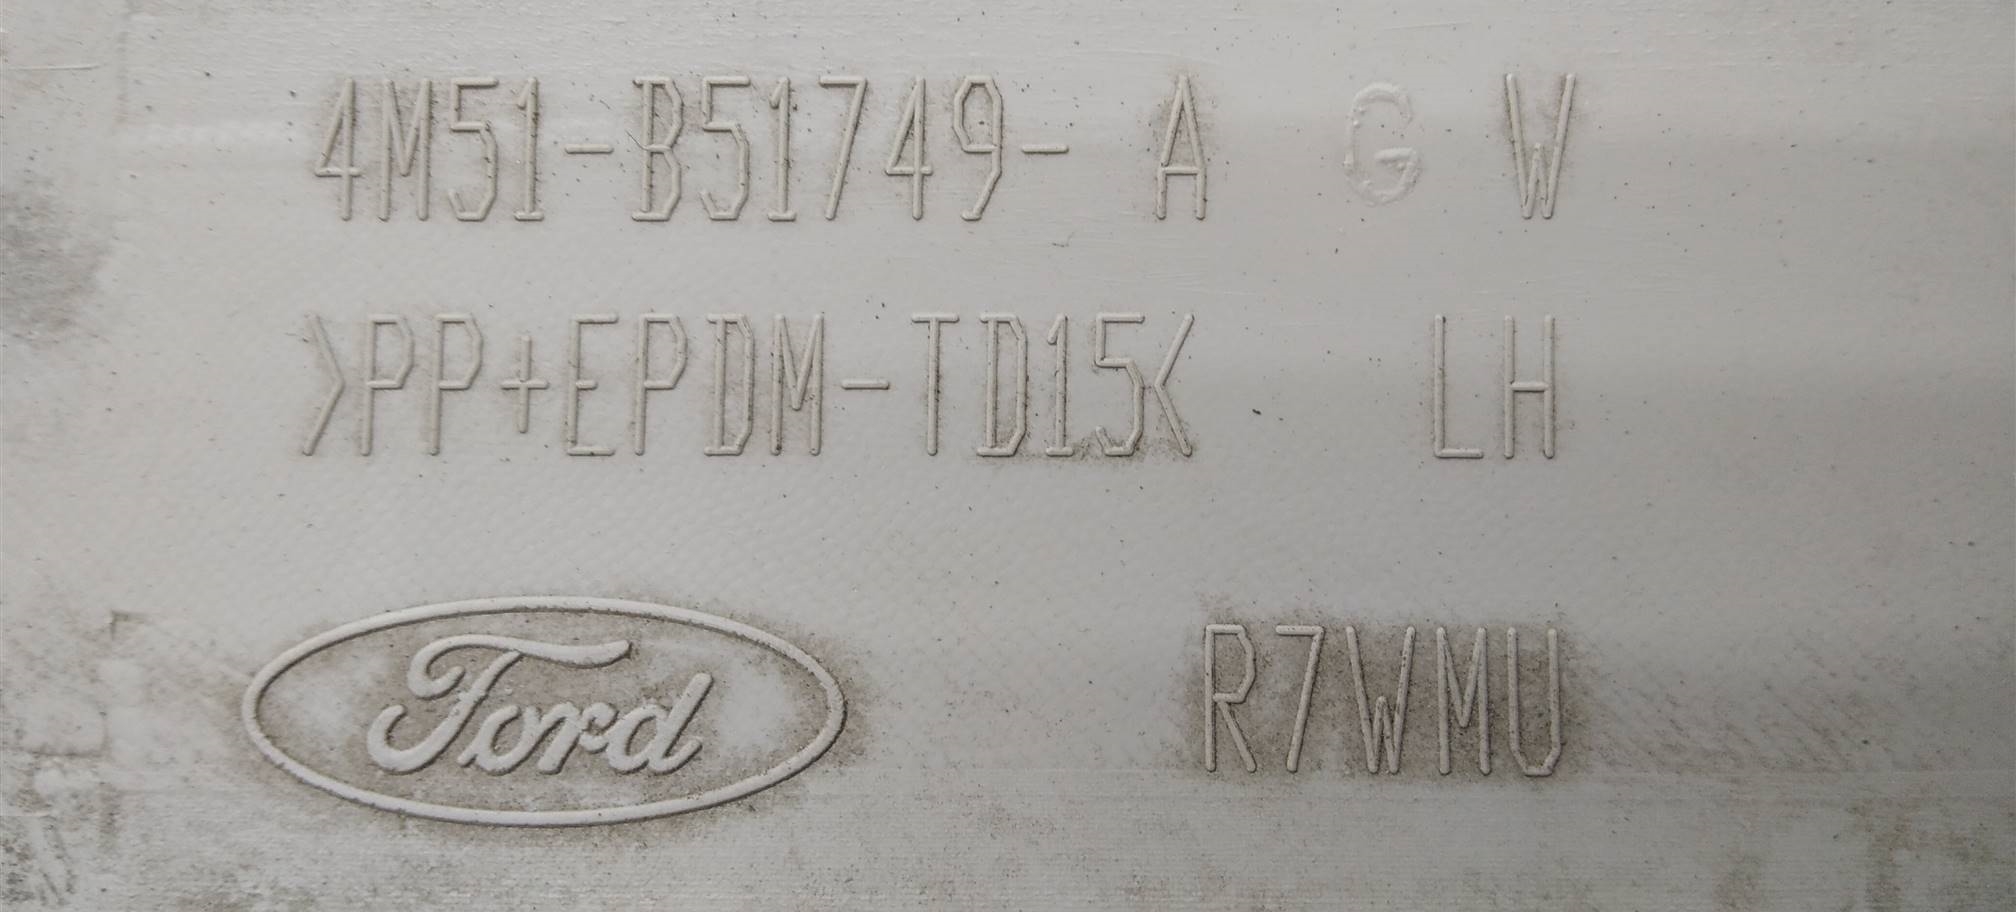 4M51-B51749- A G W
>PP+EPDM-TD15< LH
Ford R7WMU